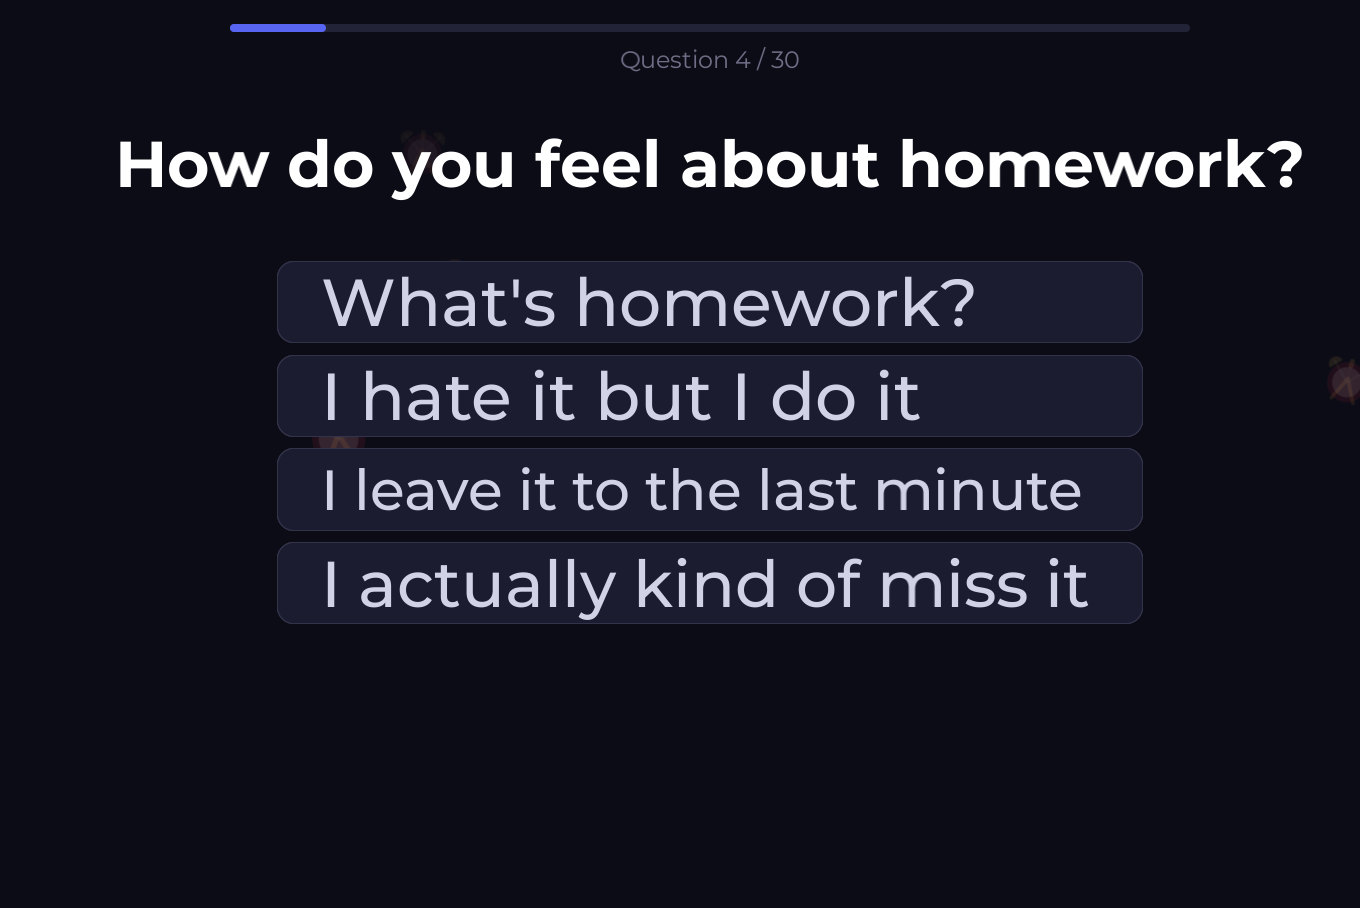 Question 4 / 30
How do you feel about homework?
What's homework?
I hate it but I do it
I leave it to the last minute
I actually kind of miss it